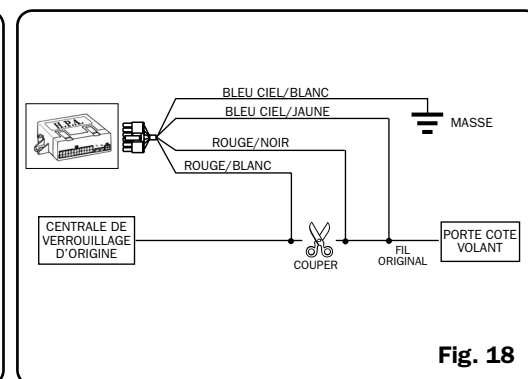 BLEU CIEL/BLANC
BLEU CIEL/JAUNE
MASSE
H.P.A.
ROUGE/NOIR
ROUGE/BLANC
CENTRALE DE
VERROUILLAGE
D'ORIGINE
COUPER
FIL
ORIGINAL
PORTE COTE
VOLANT
Fig. 18